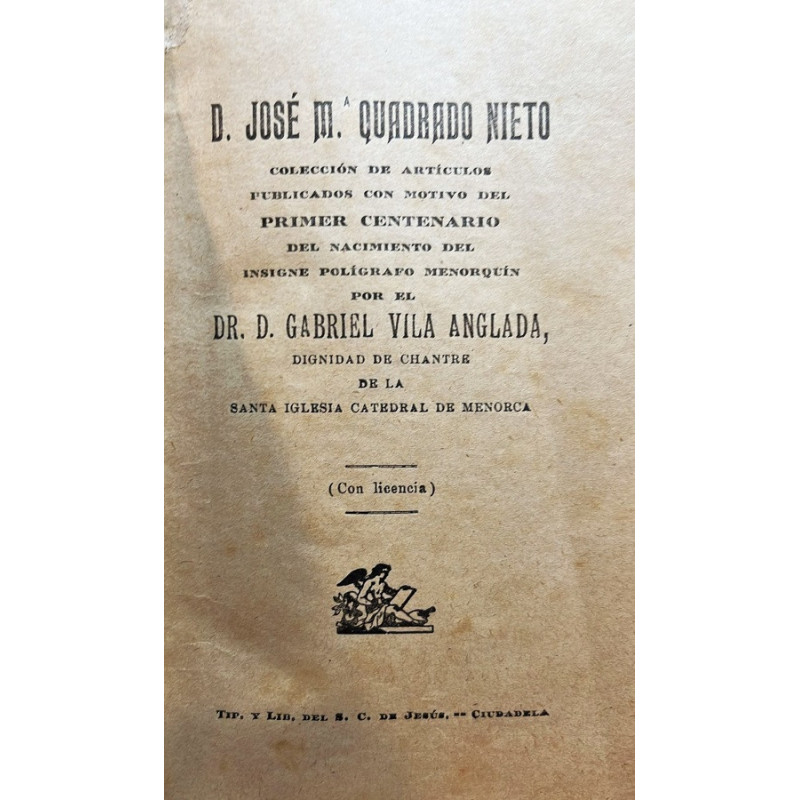 D. JOSÉ M.ᴬ QUADRADO NIETO
COLECCIÓN DE ARTÍCULOS
PUBLICADOS CON MOTIVO DEL
PRIMER CENTENARIO
DEL NACIMIENTO DEL
INSIGNE POLÍGRAFO MENORQUÍN
POR EL
DR. D. GABRIEL VILA ANGLADA,
DIGNIDAD DE CHANTRE
DE LA
SANTA IGLESIA CATEDRAL DE MENORCA
(Con licencia)
TIP. Y LIB. DEL S. C. DE JESÚS. -- CIUDADELA